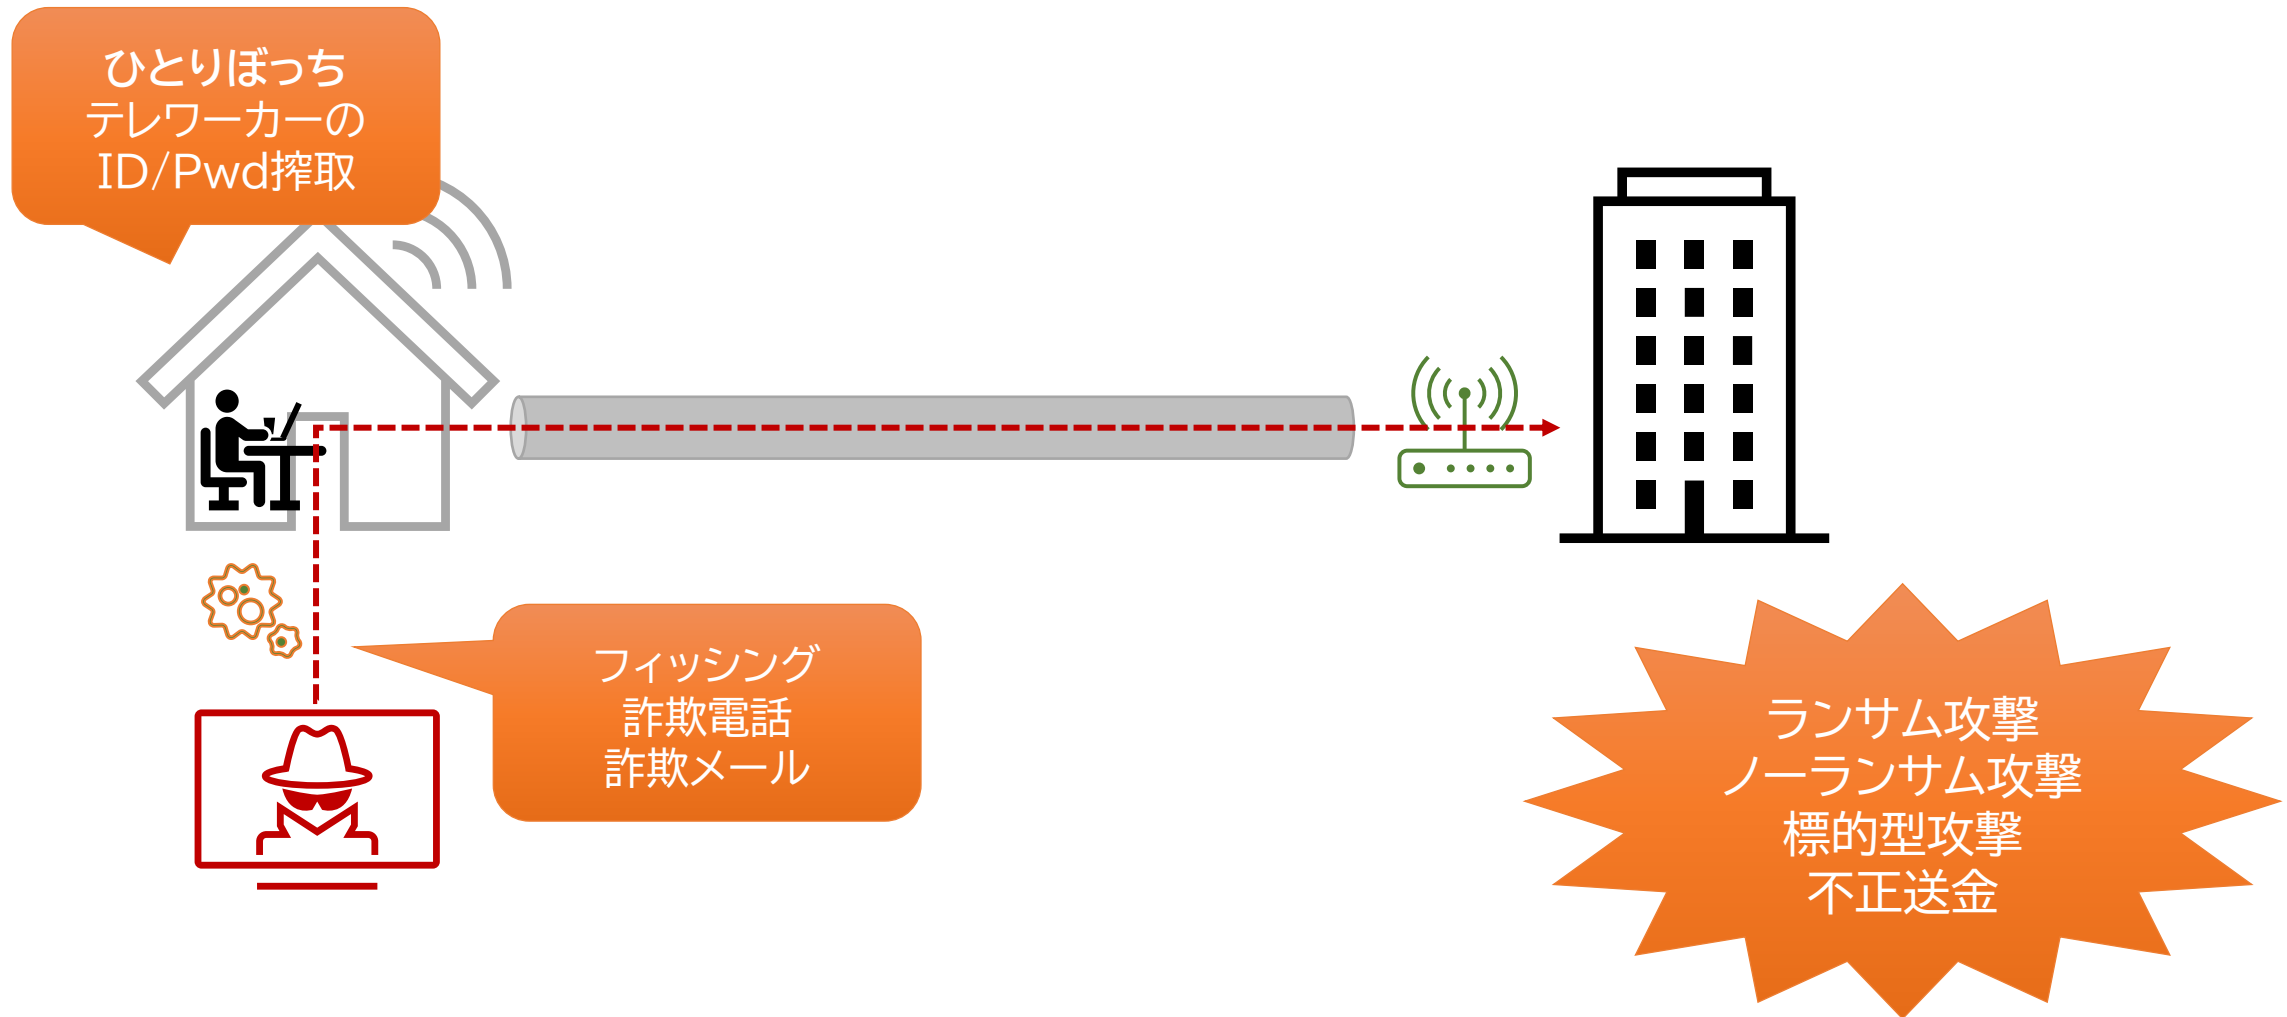 ひとりぼっち
テレワーカーの
ID/Pwd搾取
フィッシング
詐欺電話
詐欺メール
ランサム攻撃
ノーランサム攻撃
標的型攻撃
不正送金